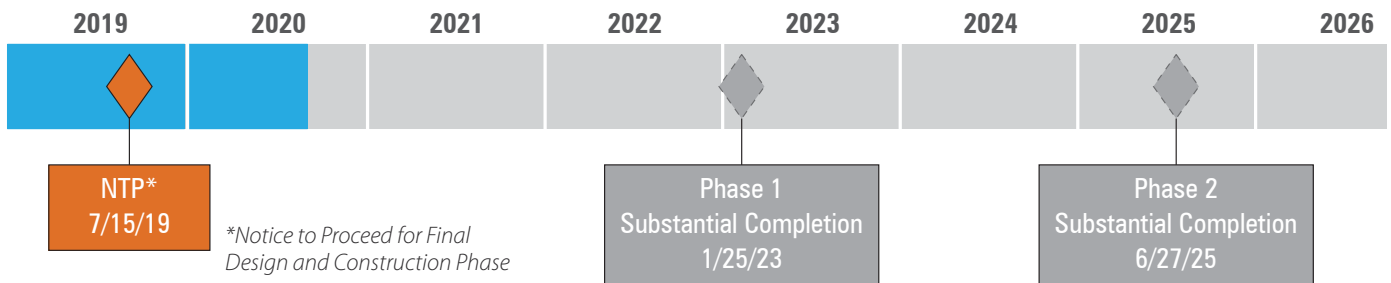 2019 2020 2021 2022 2023 2024 2025 2026
NTP*
7/15/19
*Notice to Proceed for Final
Design and Construction Phase
Phase 1
Substantial Completion
1/25/23
Phase 2
Substantial Completion
6/27/25